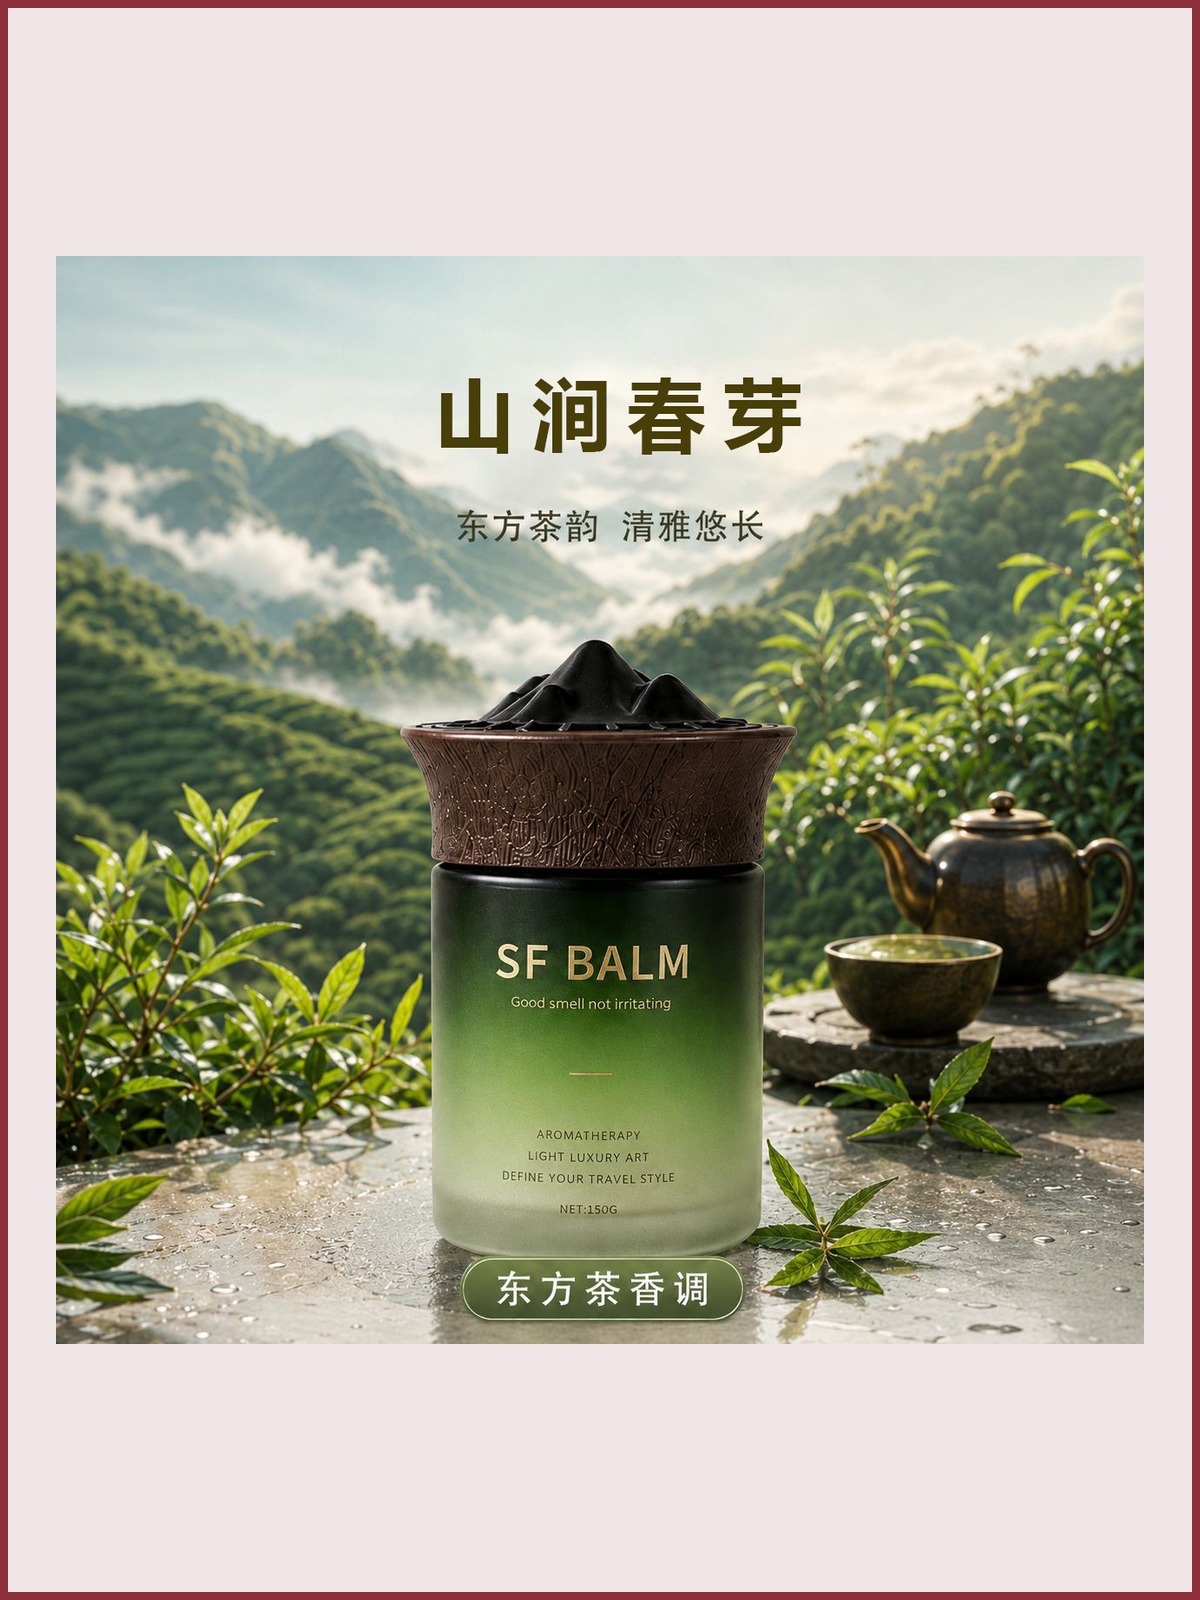 山涧春芽
东方茶韵 清雅悠长
SF BALM
Good smell not irritating
AROMATHERAPY
LIGHT LUXURY ART
DEFINE YOUR TRAVEL STYLE
NET:150G
东方茶香调